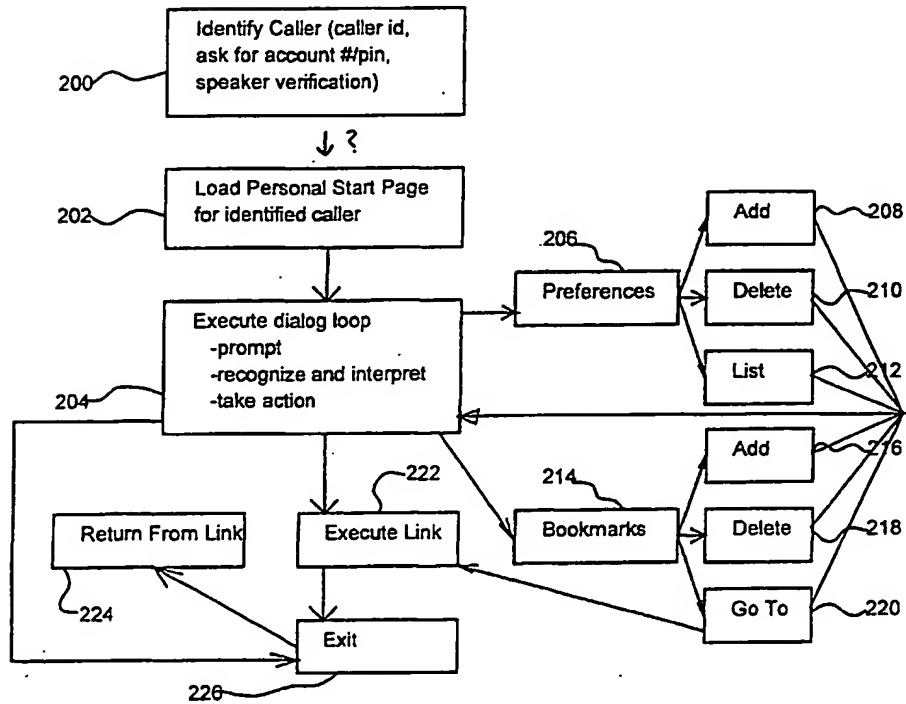 Identify Caller (caller id,
ask for account #/pin,
speaker verification)
200
↓ ?
Load Personal Start Page
for identified caller
202
Add
208
206
Preferences
Delete
210
List
212
Execute dialog loop
-prompt
-recognize and interpret
-take action
204
Add
216
222
214
Return From Link
Execute Link
Bookmarks
Delete
218
224
Go To
220
Exit
226